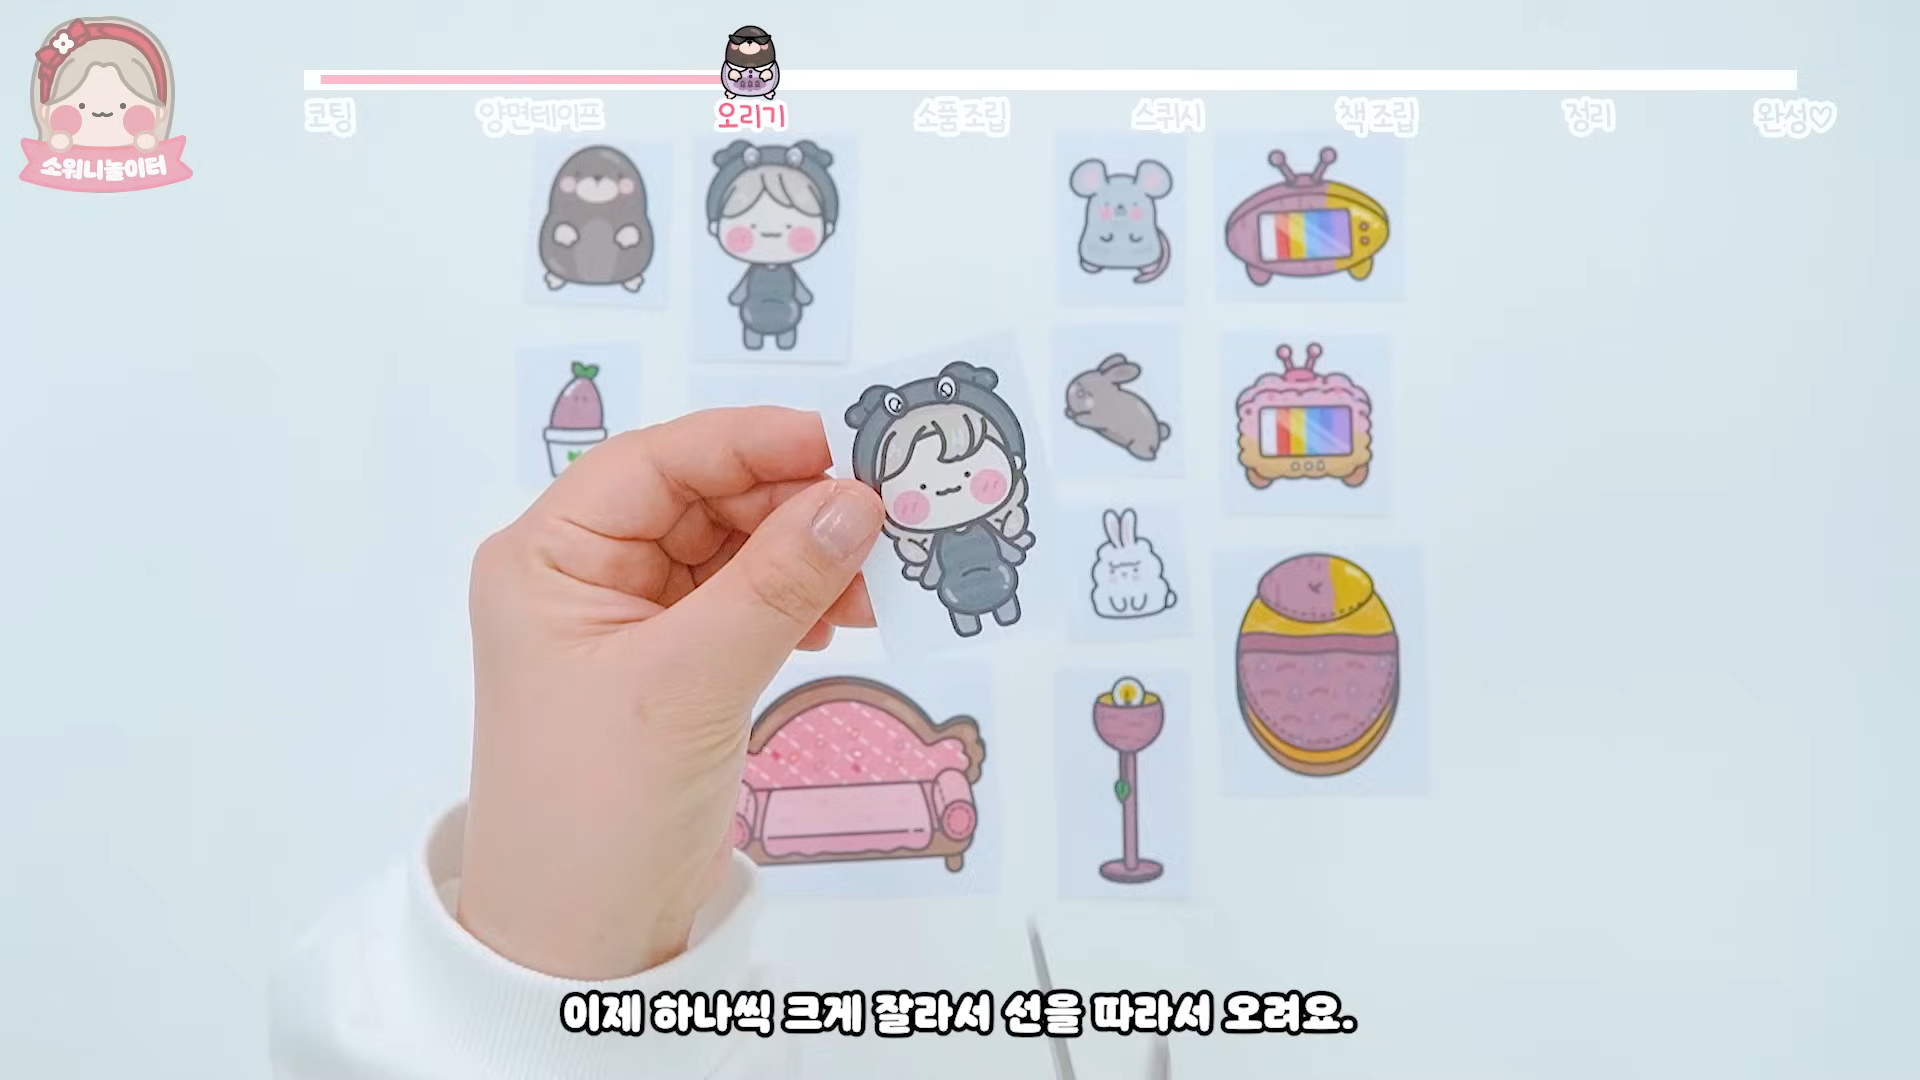 소워니놀이터
코팅
양면테이프
오리기
소품 조립
스퀴시
책 조립
정리
완성♡
이제 하나씩 크게 잘라서 선을 따라서 오려요.